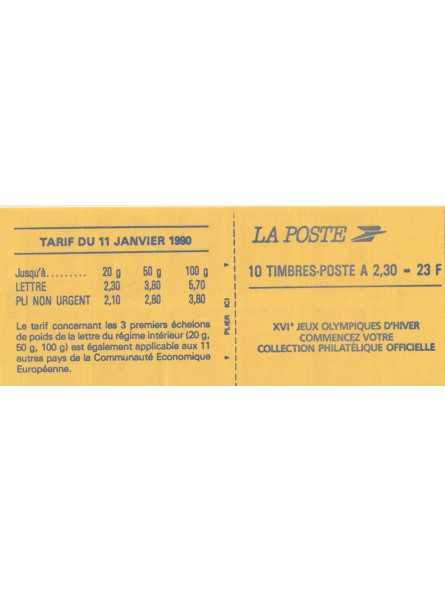 TARIF DU 11 JANVIER 1990
Jusqu'à......... 20 g 50 g 100 g
LETTRE 2,30 3,80 5,70
PLI NON URGENT 2,10 2,80 3,80
Le tarif concernant les 3 premiers échelons
de poids de la lettre du régime intérieur (20 g,
50 g, 100 g) est également applicable aux 11
autres pays de la Communauté Economique
Européenne.
PLIER ICI
LA POSTE
10 TIMBRES-POSTE A 2,30 = 23 F
XVIe JEUX OLYMPIQUES D'HIVER
COMMENCEZ VOTRE
COLLECTION PHILATÉLIQUE OFFICIELLE